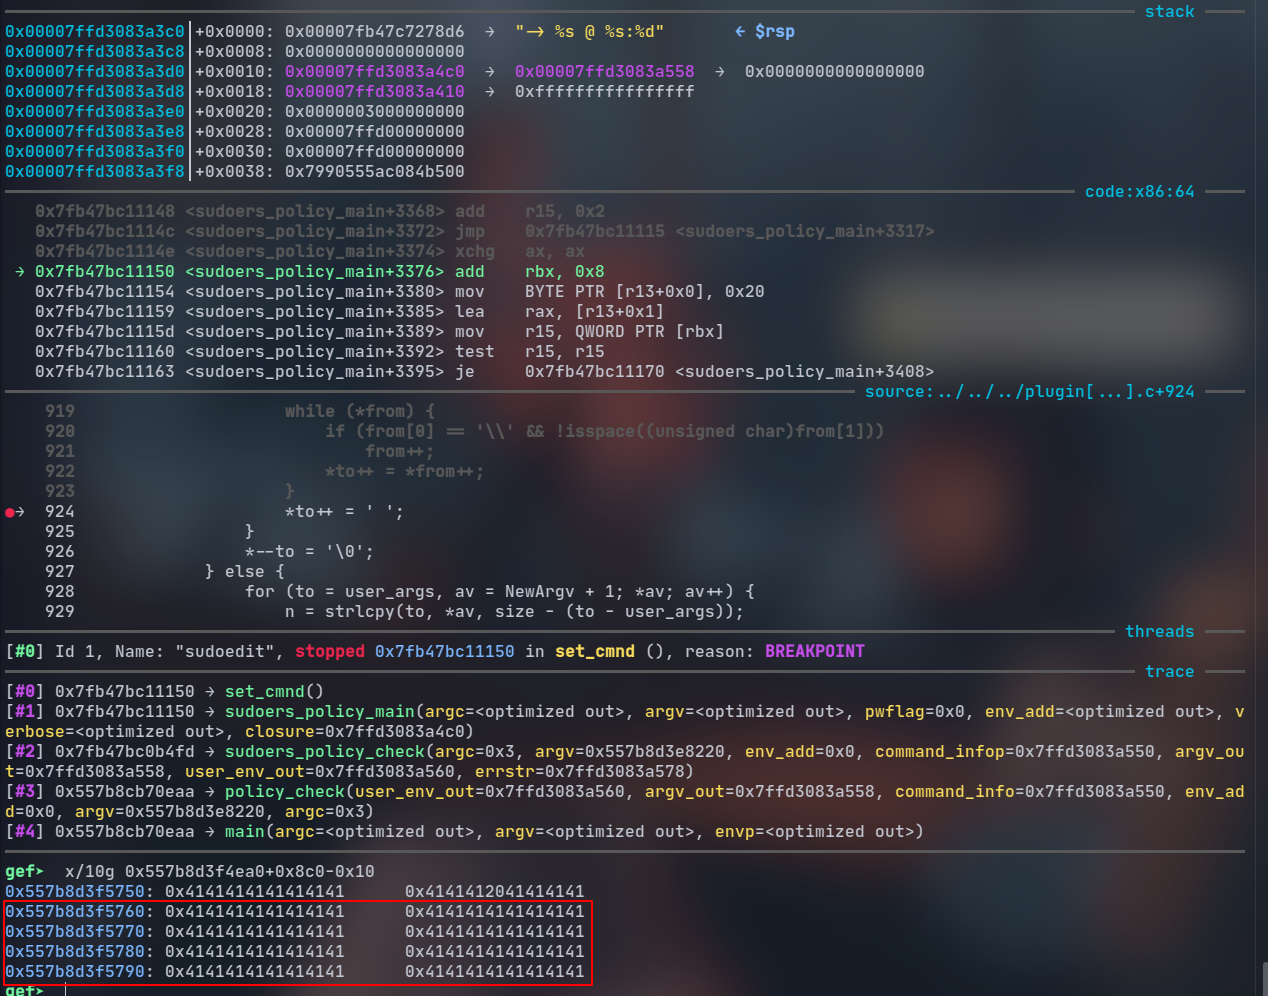 stack
0x00007ffd3083a3c0│+0x0000: 0x00007fb47c7278d6  →  "--> %s @ %s:%d"       ← $rsp
0x00007ffd3083a3c8│+0x0008: 0x0000000000000000
0x00007ffd3083a3d0│+0x0010: 0x00007ffd3083a4c0  →  0x00007ffd3083a558  →  0x0000000000000000
0x00007ffd3083a3d8│+0x0018: 0x00007ffd3083a410  →  0xffffffffffffffff
0x00007ffd3083a3e0│+0x0020: 0x0000003000000000
0x00007ffd3083a3e8│+0x0028: 0x00007ffd00000000
0x00007ffd3083a3f0│+0x0030: 0x00007ffd00000000
0x00007ffd3083a3f8│+0x0038: 0x7990555ac084b500
code:x86:64
0x7fb47bc11148 <sudoers_policy_main+3368> add    r15, 0x2
0x7fb47bc1114c <sudoers_policy_main+3372> jmp    0x7fb47bc11115 <sudoers_policy_main+3317>
0x7fb47bc1114e <sudoers_policy_main+3374> xchg   ax, ax
→ 0x7fb47bc11150 <sudoers_policy_main+3376> add    rbx, 0x8
0x7fb47bc11154 <sudoers_policy_main+3380> mov    BYTE PTR [r13+0x0], 0x20
0x7fb47bc11159 <sudoers_policy_main+3385> lea    rax, [r13+0x1]
0x7fb47bc1115d <sudoers_policy_main+3389> mov    r15, QWORD PTR [rbx]
0x7fb47bc11160 <sudoers_policy_main+3392> test   r15, r15
0x7fb47bc11163 <sudoers_policy_main+3395> je     0x7fb47bc11170 <sudoers_policy_main+3408>
source:../../../plugin[...].c+924
919                     while (*from) {
920                         if (from[0] == '\\' && !isspace((unsigned char)from[1]))
921                             from++;
922                         *to++ = *from++;
923                     }
●→  924                     *to++ = ' ';
925                 }
926                 *--to = '\0';
927             } else {
928                 for (to = user_args, av = NewArgv + 1; *av; av++) {
929                     n = strlcpy(to, *av, size - (to - user_args));
threads
[#0] Id 1, Name: "sudoedit", stopped 0x7fb47bc11150 in set_cmnd (), reason: BREAKPOINT
trace
[#0] 0x7fb47bc11150 → set_cmnd()
[#1] 0x7fb47bc11150 → sudoers_policy_main(argc=<optimized out>, argv=<optimized out>, pwflag=0x0, env_add=<optimized out>, v
erbose=<optimized out>, closure=0x7ffd3083a4c0)
[#2] 0x7fb47bc0b4fd → sudoers_policy_check(argc=0x3, argv=0x557b8d3e8220, env_add=0x0, command_infop=0x7ffd3083a550, argv_ou
t=0x7ffd3083a558, user_env_out=0x7ffd3083a560, errstr=0x7ffd3083a578)
[#3] 0x557b8cb70eaa → policy_check(user_env_out=0x7ffd3083a560, argv_out=0x7ffd3083a558, command_info=0x7ffd3083a550, env_ad
d=0x0, argv=0x557b8d3e8220, argc=0x3)
[#4] 0x557b8cb70eaa → main(argc=<optimized out>, argv=<optimized out>, envp=<optimized out>)
gef➤  x/10g 0x557b8d3f4ea0+0x8c0-0x10
0x557b8d3f5750: 0x4141414141414141      0x4141412041414141
0x557b8d3f5760: 0x4141414141414141      0x4141414141414141
0x557b8d3f5770: 0x4141414141414141      0x4141414141414141
0x557b8d3f5780: 0x4141414141414141      0x4141414141414141
0x557b8d3f5790: 0x4141414141414141      0x4141414141414141
gef➤